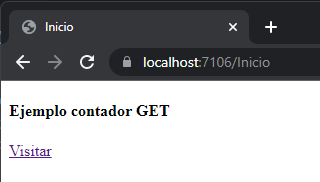 Inicio
localhost:7106/Inicio
Ejemplo contador GET
Visitar